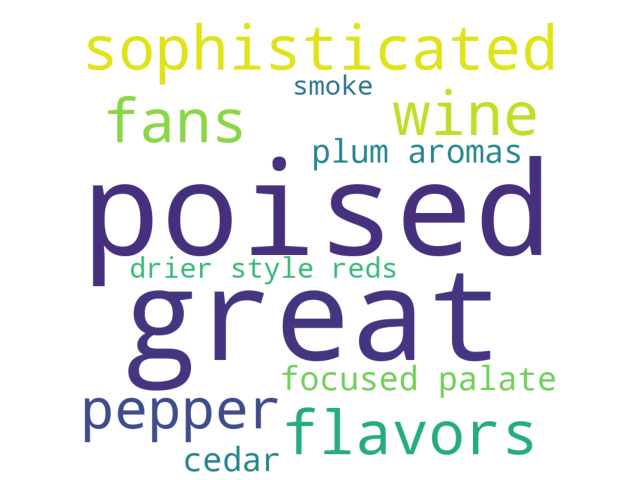 sophisticated
smoke
fans
wine
plum aromas
poised
drier style reds
great
focused palate
pepper
flavors
cedar